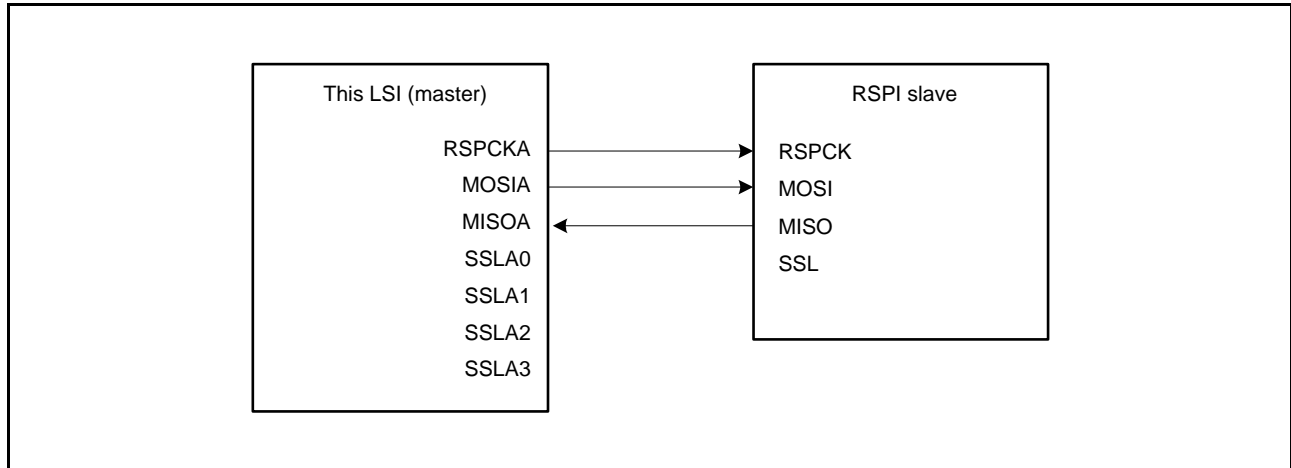 This LSI (master)
RSPCKA
MOSIA
MISOA
SSLA0
SSLA1
SSLA2
SSLA3
RSPI slave
RSPCK
MOSI
MISO
SSL